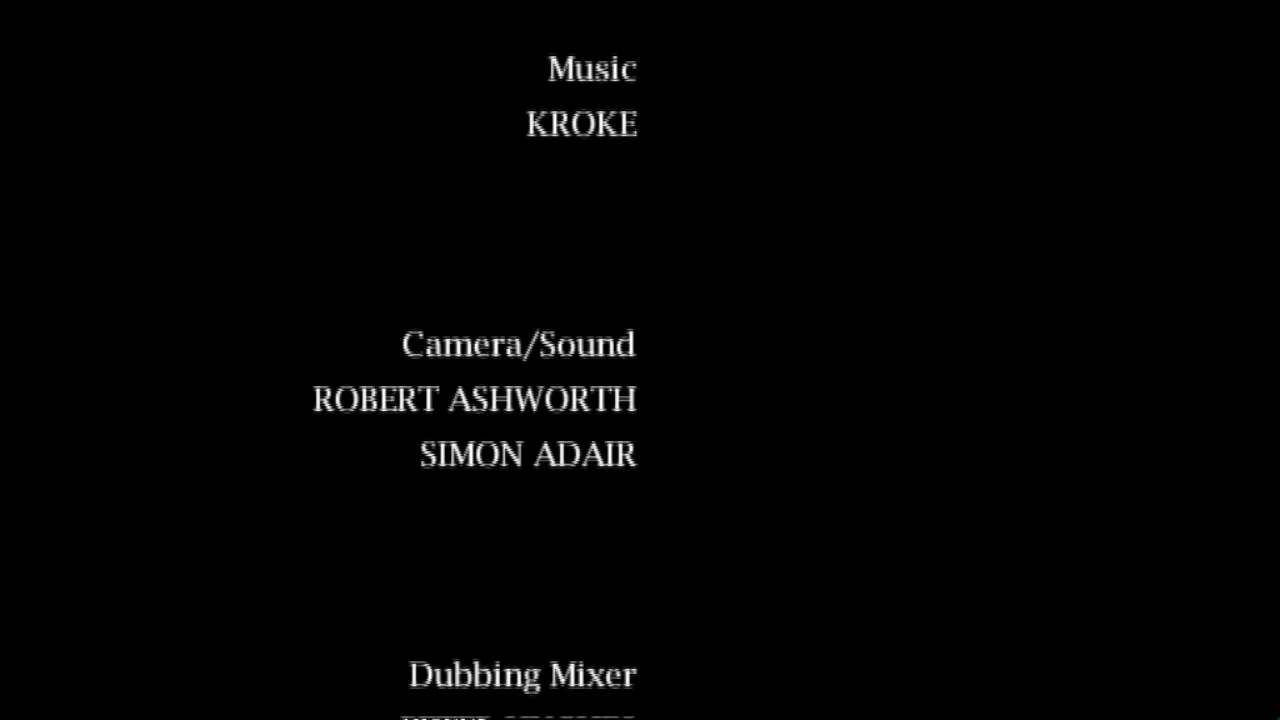 Music
KROKE
Camera/Sound
ROBERT ASHWORTH
SIMON ADAIR
Dubbing Mixer